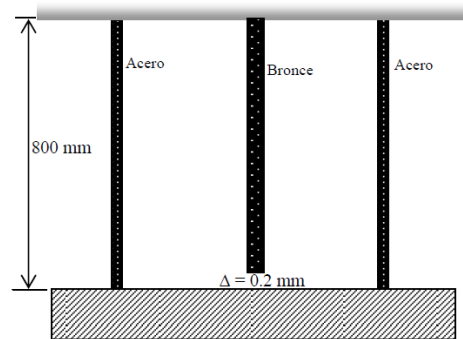 Acero
Bronce
Acero
800 mm
Δ = 0.2 mm